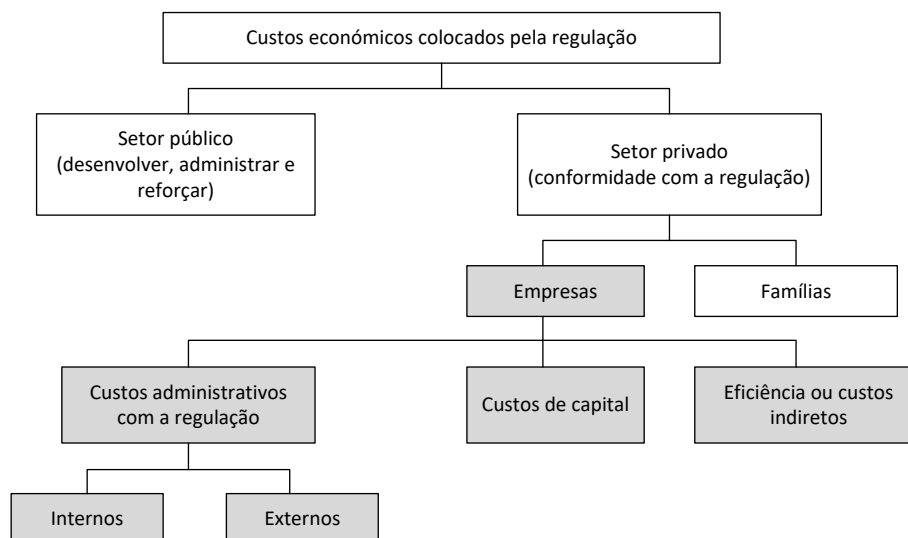 Custos económicos colocados pela regulação
Setor público
(desenvolver, administrar e
reforçar)
Setor privado
(conformidade com a regulação)
Empresas
Famílias
Custos administrativos
com a regulação
Custos de capital
Eficiência ou custos
indiretos
Internos
Externos